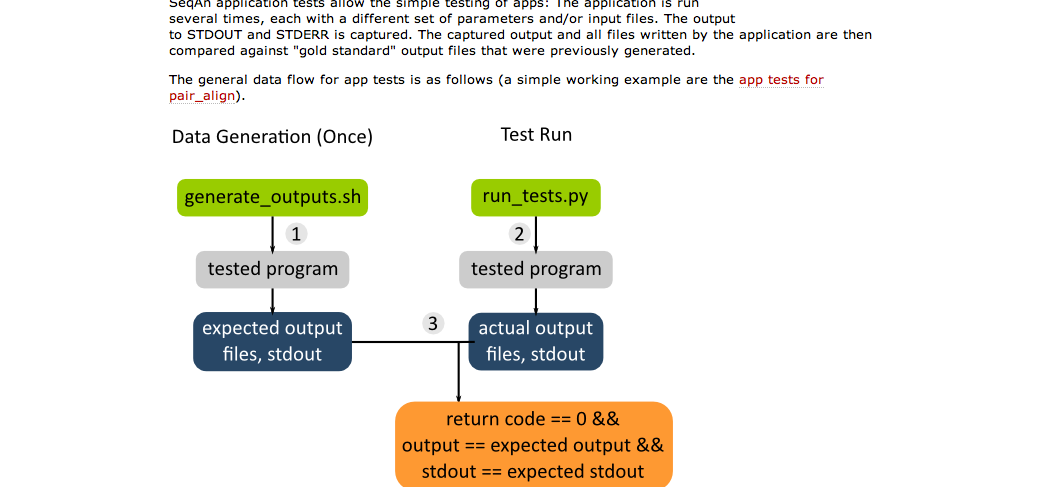 SeqAn application tests allow the simple testing of apps: The application is run
several times, each with a different set of parameters and/or input files. The output
to STDOUT and STDERR is captured. The captured output and all files written by the application are then
compared against "gold standard" output files that were previously generated.
The general data flow for app tests is as follows (a simple working example are the app tests for
pair_align).
Data Generation (Once)
Test Run
generate_outputs.sh
run_tests.py
1
2
tested program
tested program
3
expected output
files, stdout
actual output
files, stdout
return code == 0 &&
output == expected output &&
stdout == expected stdout